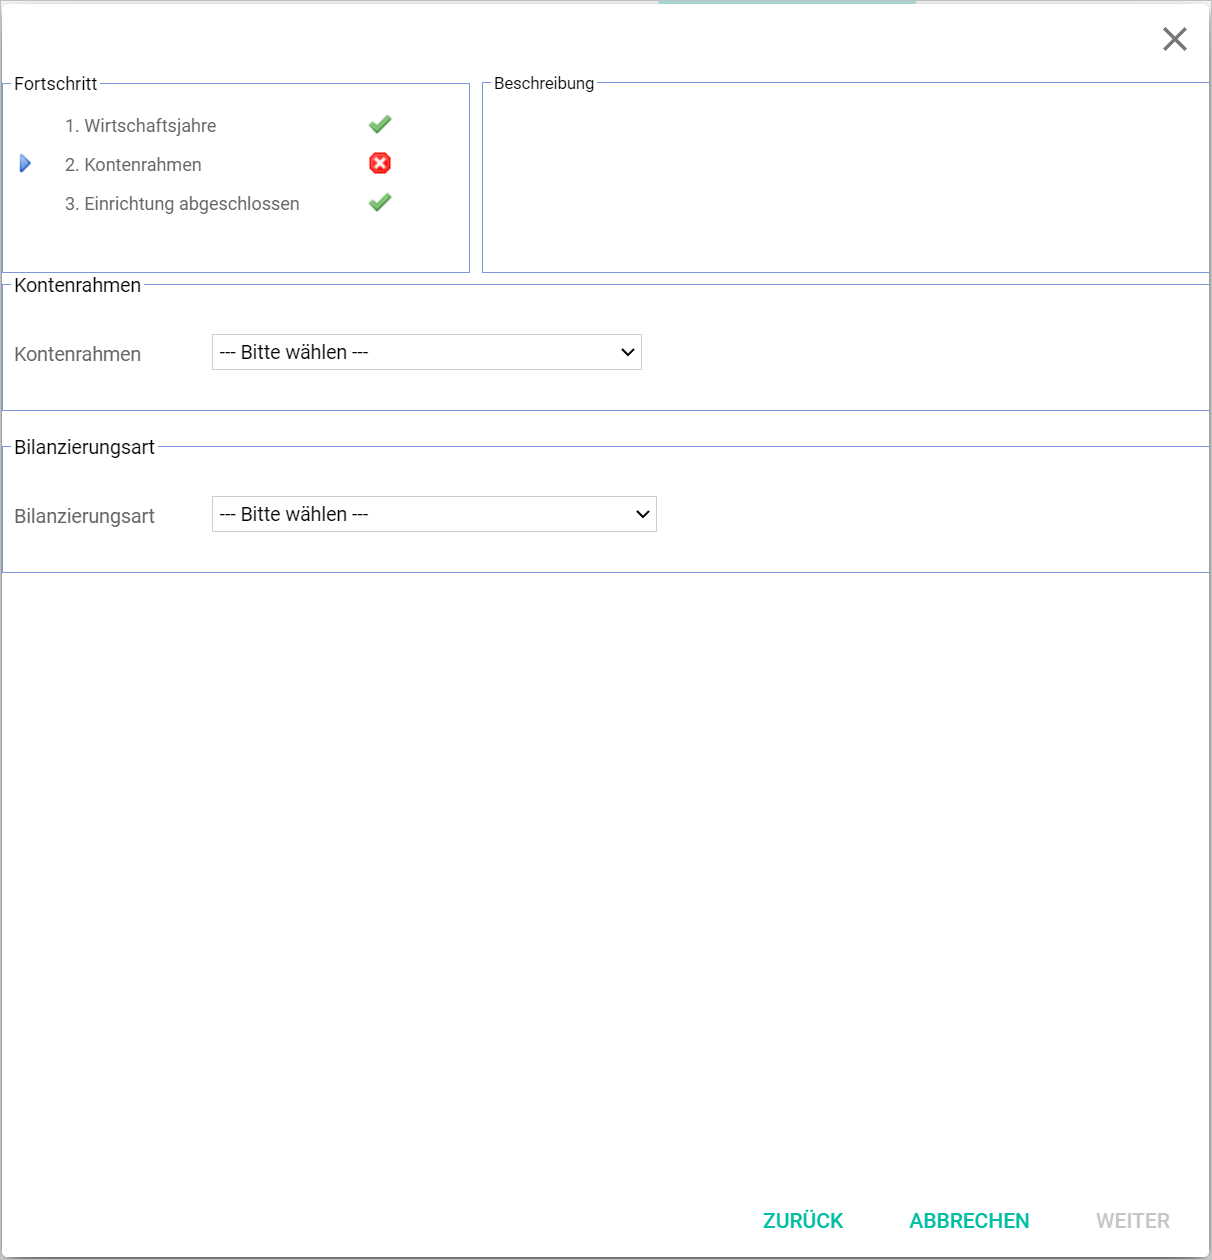 Fortschritt
1. Wirtschaftsjahre
2. Kontenrahmen
3. Einrichtung abgeschlossen
Beschreibung
Kontenrahmen
Kontenrahmen --- Bitte wählen ---
Bilanzierungsart
Bilanzierungsart --- Bitte wählen ---
ZURÜCK ABBRECHEN WEITER